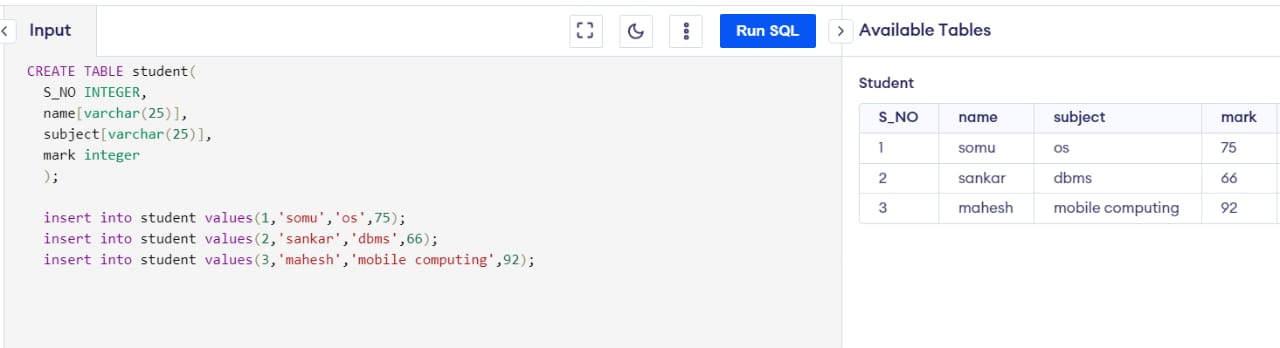 Input
Run SQL
Available Tables
CREATE TABLE student(
S_NO INTEGER,
name[varchar(25)],
subject[varchar(25)],
mark integer
);
insert into student values(1,'somu','os',75);
insert into student values(2,'sankar','dbms',66);
insert into student values(3,'mahesh','mobile computing',92);
Student
S_NO name subject mark
1 somu os 75
2 sankar dbms 66
3 mahesh mobile computing 92